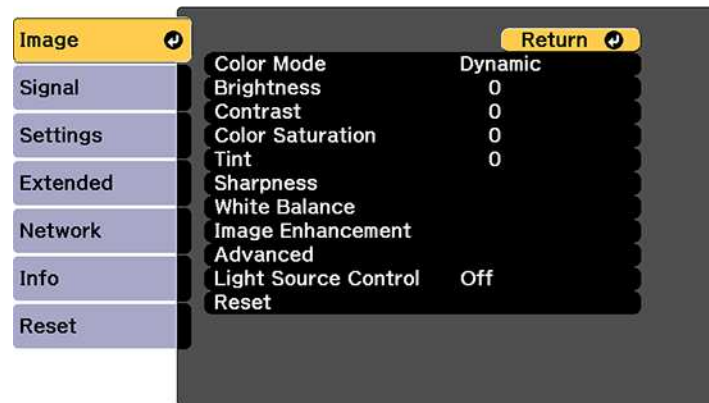 Image
Signal
Settings
Extended
Network
Info
Reset
Return
Color Mode Dynamic
Brightness 0
Contrast 0
Color Saturation 0
Tint 0
Sharpness
White Balance
Image Enhancement
Advanced
Light Source Control Off
Reset